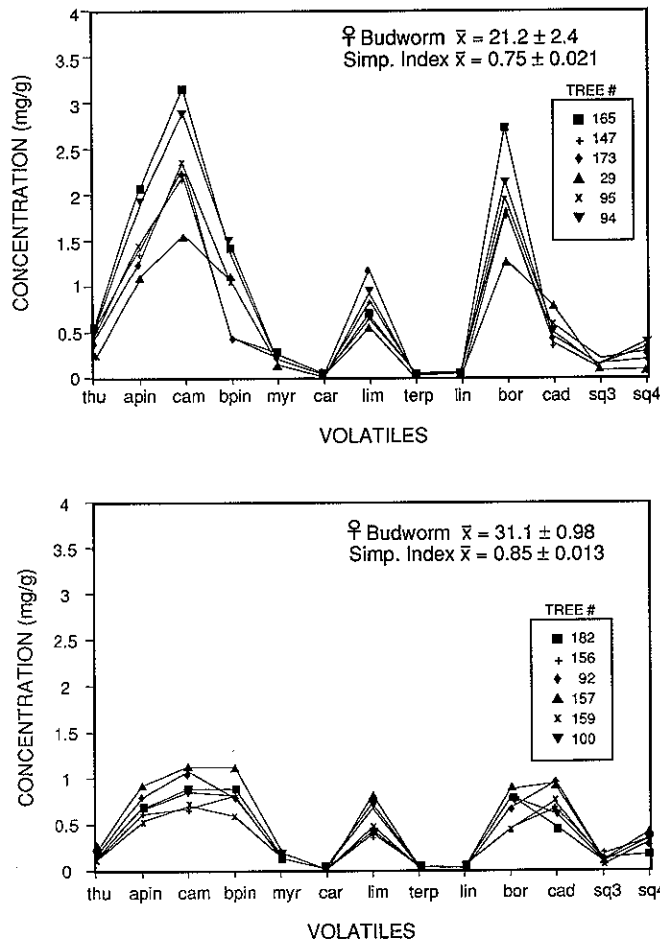 ♀ Budworm x̄ = 21.2 ± 2.4
Simp. Index x̄ = 0.75 ± 0.021
TREE #
165
147
173
29
95
94
CONCENTRATION (mg/g)
4
3.5
3
2.5
2
1.5
1
0.5
0
thu apin cam bpin myr car lim terp lin bor cad sq3 sq4
VOLATILES
♀ Budworm x̄ = 31.1 ± 0.98
Simp. Index x̄ = 0.85 ± 0.013
TREE #
182
156
92
157
159
100
CONCENTRATION (mg/g)
4
3.5
3
2.5
2
1.5
1
0.5
0
thu apin cam bpin myr car lim terp lin bor cad sq3 sq4
VOLATILES